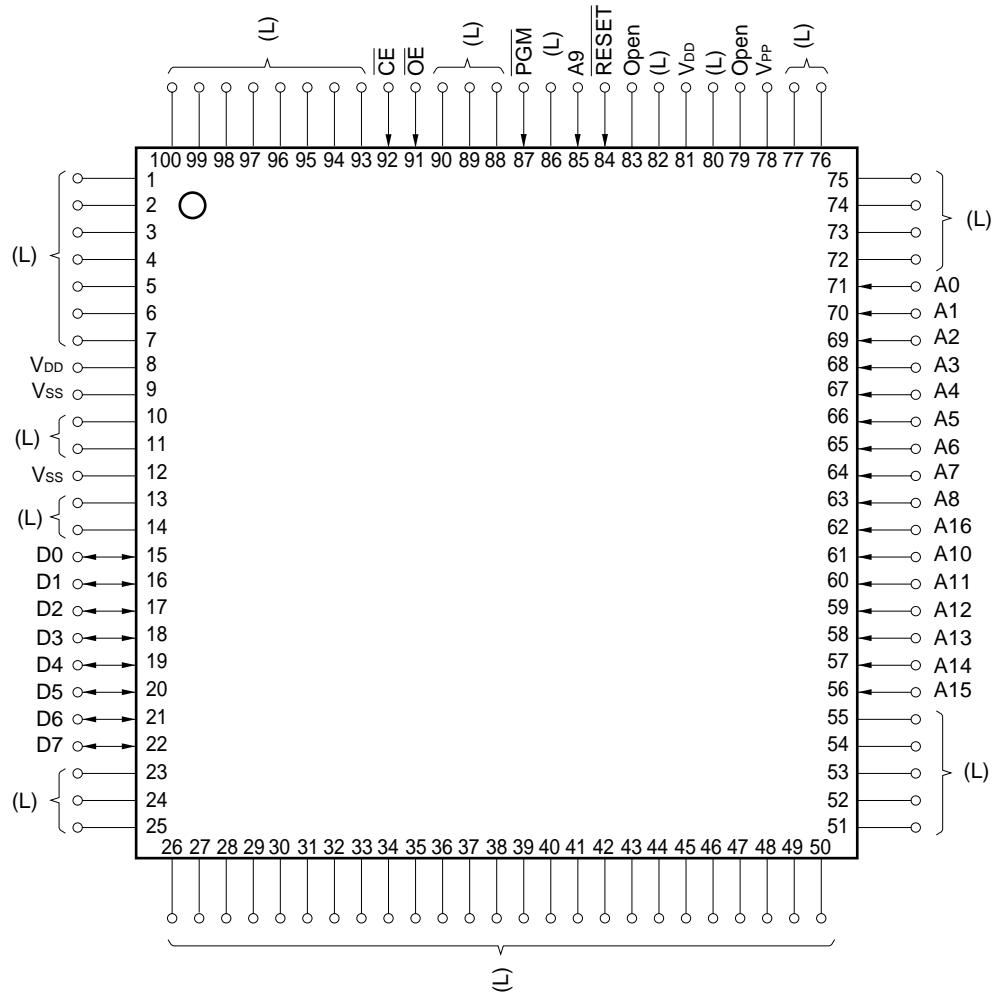 (L)
C̅E̅
O̅E̅
(L)
P̅G̅M̅
(L)
A9
R̅E̅S̅E̅T̅
Open
(L)
VDD
(L)
Open
VPP
(L)
100 99 98 97 96 95 94 93 92 91 90 89 88 87 86 85 84 83 82 81 80 79 78 77 76
(L)
1
2
3
4
5
6
7
VDD 8
VSS 9
(L)
10
11
VSS 12
(L)
13
14
D0 15
D1 16
D2 17
D3 18
D4 19
D5 20
D6 21
D7 22
(L)
23
24
25
75
74
73
72
(L)
71 A0
70 A1
69 A2
68 A3
67 A4
66 A5
65 A6
64 A7
63 A8
62 A16
61 A10
60 A11
59 A12
58 A13
57 A14
56 A15
55
54
53
52
51
(L)
26 27 28 29 30 31 32 33 34 35 36 37 38 39 40 41 42 43 44 45 46 47 48 49 50
(L)